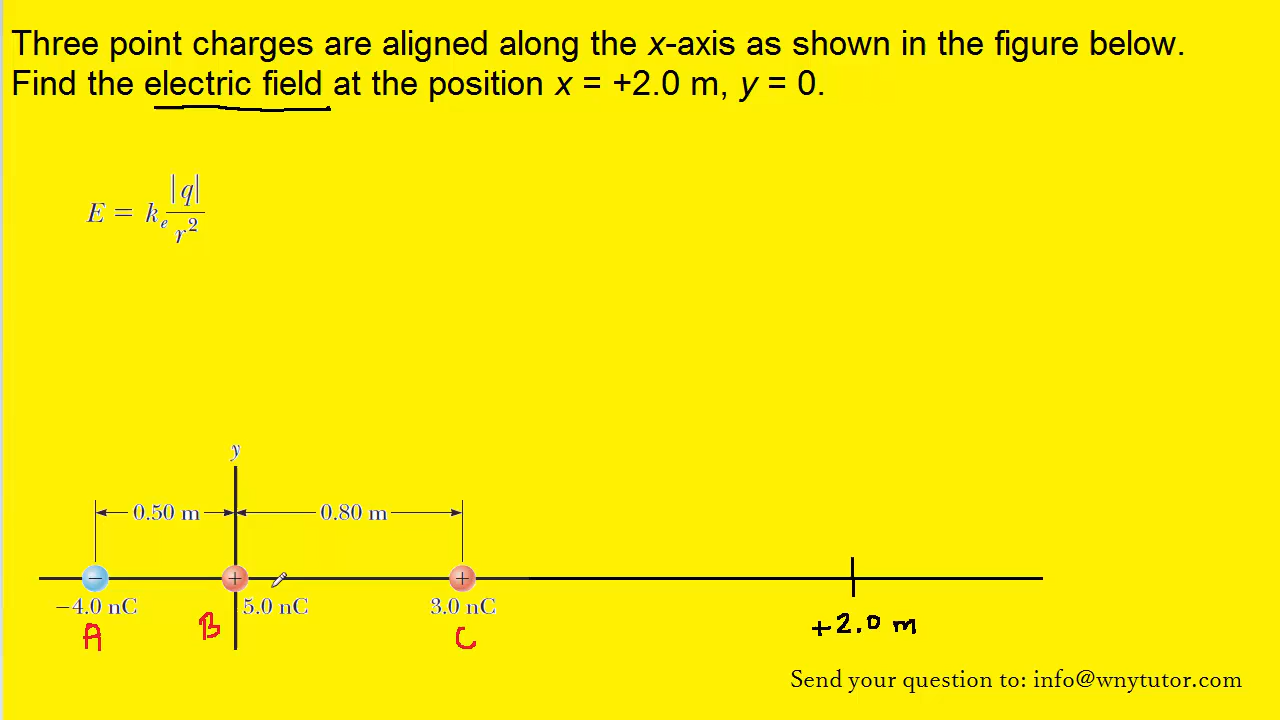 Three point charges are aligned along the x-axis as shown in the figure below.
Find the electric field at the position x = +2.0 m, y = 0.
E = kₑ|q|/r²
y
0.50 m 0.80 m
− + +
−4.0 nC 5.0 nC 3.0 nC
A B C +2.0 m
Send your question to: info@wnytutor.com